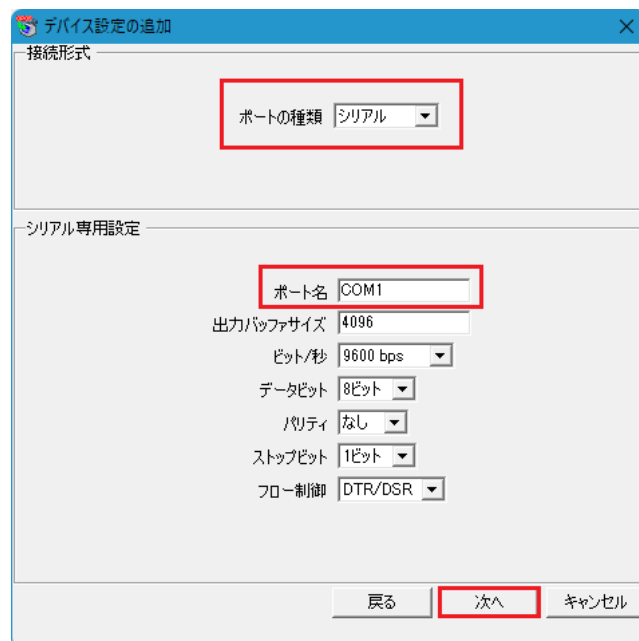 デバイス設定の追加
接続形式
ポートの種類 シリアル
シリアル専用設定
ポート名 COM1
出力バッファサイズ 4096
ビット/秒 9600 bps
データビット 8ビット
パリティ なし
ストップビット 1ビット
フロー制御 DTR/DSR
戻る 次へ キャンセル